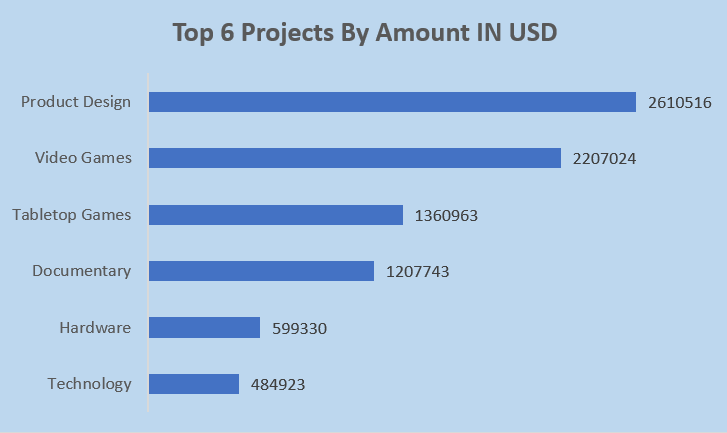 Top 6 Projects By Amount IN USD
Product Design 2610516
Video Games 2207024
Tabletop Games 1360963
Documentary 1207743
Hardware 599330
Technology 484923